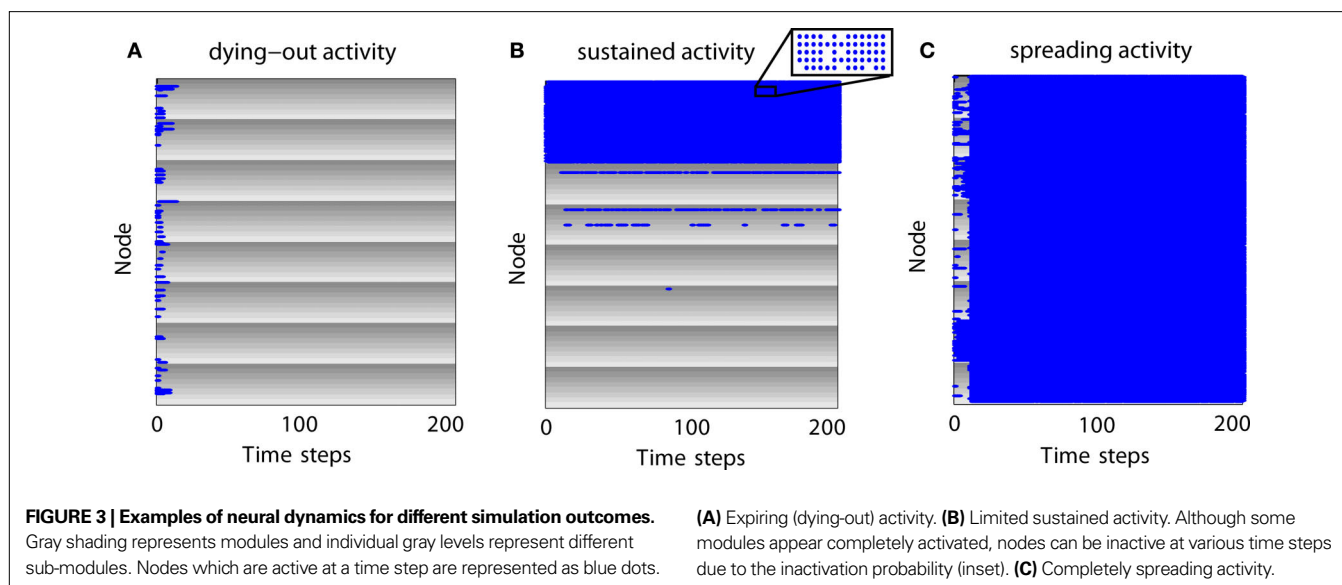 A dying–out activity
B sustained activity
C spreading activity
Node
Node
Node
0 100 200
0 100 200
0 100 200
Time steps
Time steps
Time steps
FIGURE 3 | Examples of neural dynamics for different simulation outcomes.
Gray shading represents modules and individual gray levels represent different
sub-modules. Nodes which are active at a time step are represented as blue dots.
(A) Expiring (dying-out) activity. (B) Limited sustained activity. Although some
modules appear completely activated, nodes can be inactive at various time steps
due to the inactivation probability (inset). (C) Completely spreading activity.